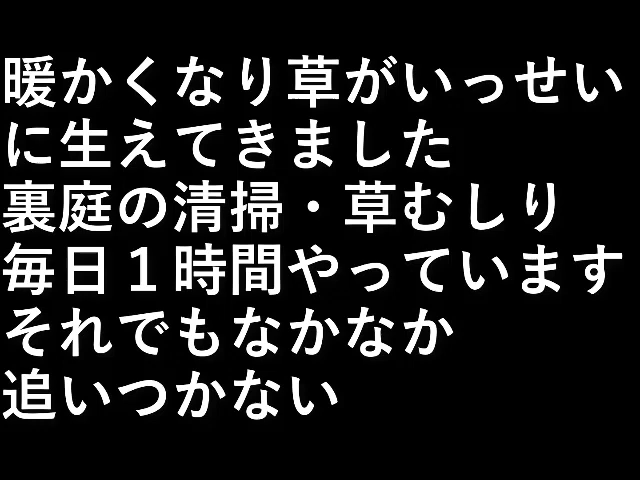 暖かくなり草がいっせい
に生えてきました
裏庭の清掃・草むしり
毎日１時間やっています
それでもなかなか
追いつかない